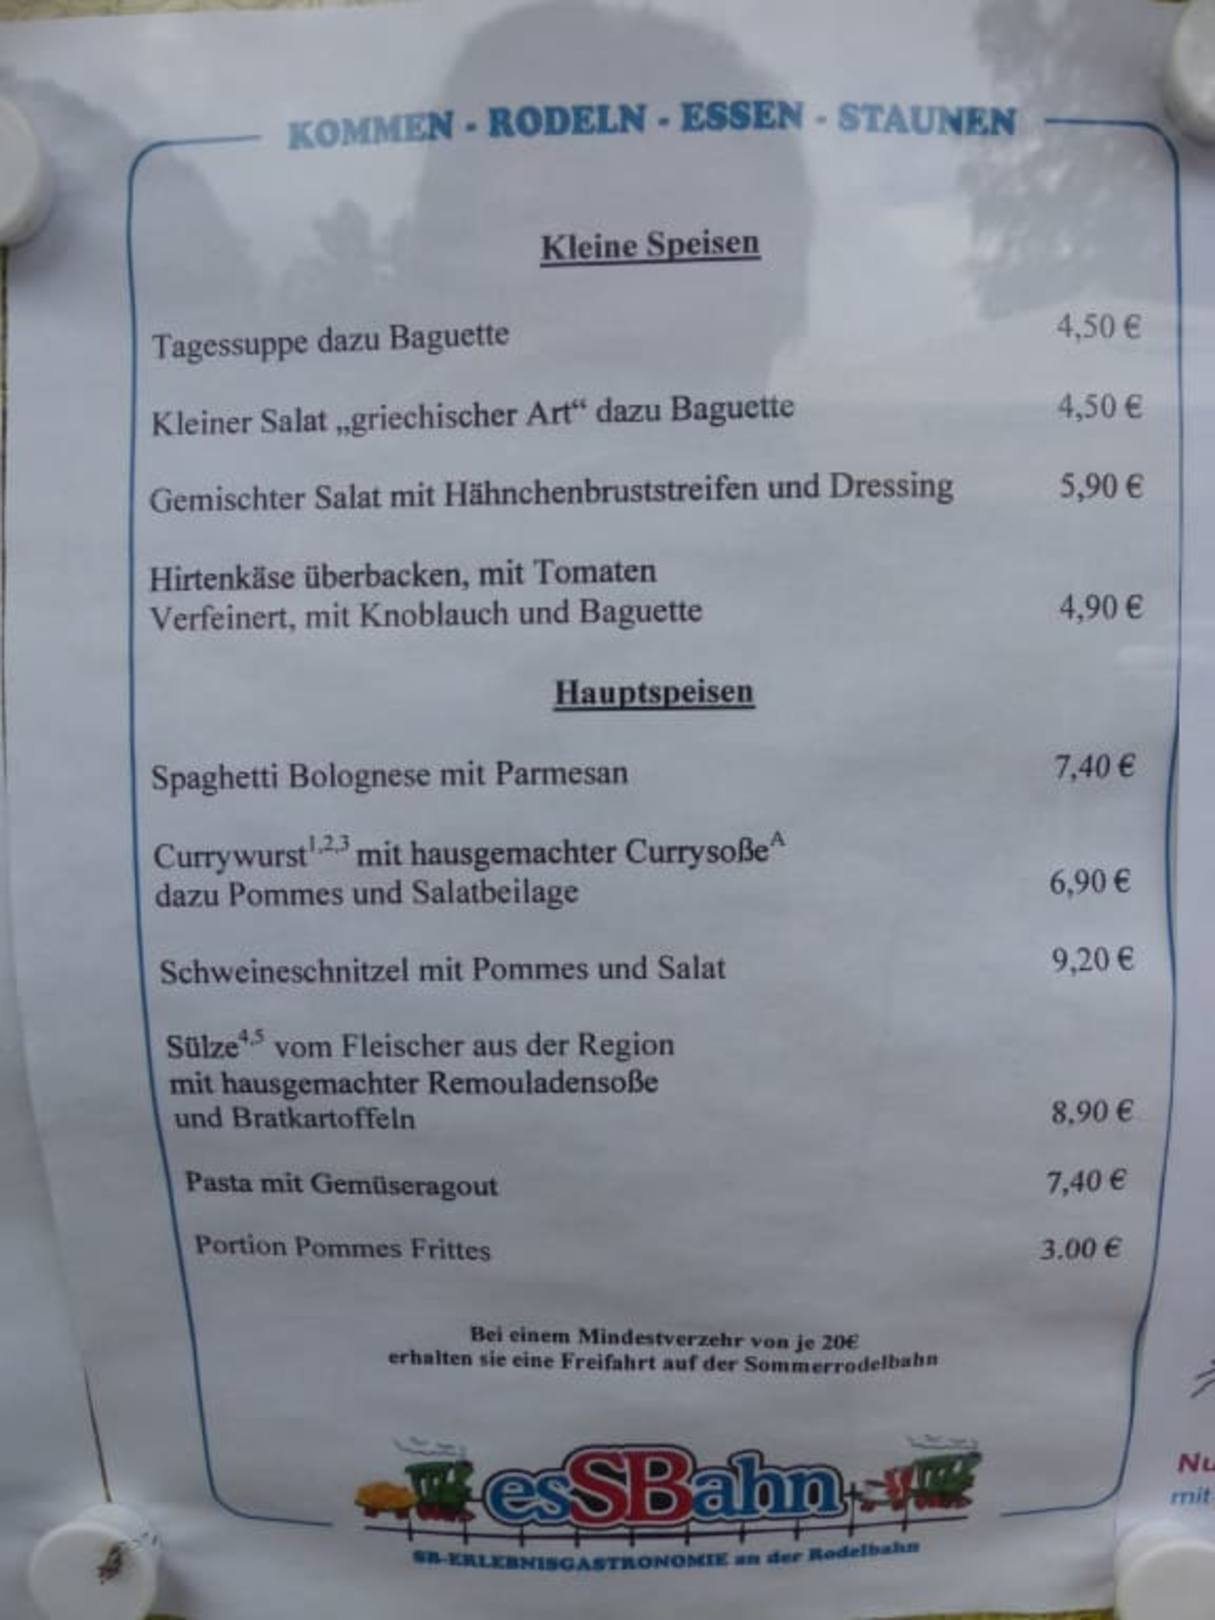 KOMMEN - RODELN - ESSEN - STAUNEN
Kleine Speisen
Tagessuppe dazu Baguette 4,50 €
Kleiner Salat „griechischer Art“ dazu Baguette 4,50 €
Gemischter Salat mit Hähnchenbruststreifen und Dressing 5,90 €
Hirtenkäse überbacken, mit Tomaten
Verfeinert, mit Knoblauch und Baguette 4,90 €
Hauptspeisen
Spaghetti Bolognese mit Parmesan 7,40 €
Currywurst1,2,3 mit hausgemachter CurrysoßeA
dazu Pommes und Salatbeilage 6,90 €
Schweineschnitzel mit Pommes und Salat 9,20 €
Sülze4,5 vom Fleischer aus der Region
mit hausgemachter Remouladensoße
und Bratkartoffeln 8,90 €
Pasta mit Gemüseragout 7,40 €
Portion Pommes Frittes 3.00 €
Bei einem Mindestverzehr von je 20€
erhalten sie eine Freifahrt auf der Sommerrodelbahn
esSBahn
SB-ERLEBNISGASTRONOMIE an der Rodelbahn
Nu
mit